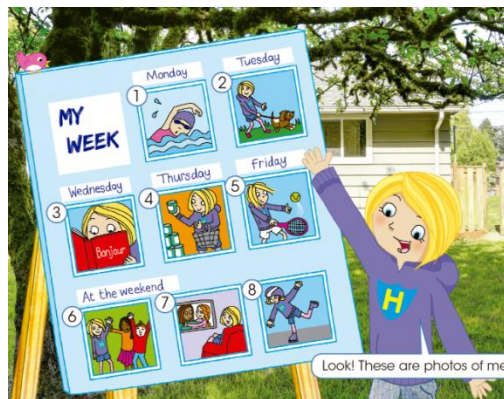 MY
WEEK
Monday
1
Tuesday
2
Wednesday
3
Bonjour
Thursday
4
Friday
5
At the weekend
6
7
8
H
Look! These are photos of me